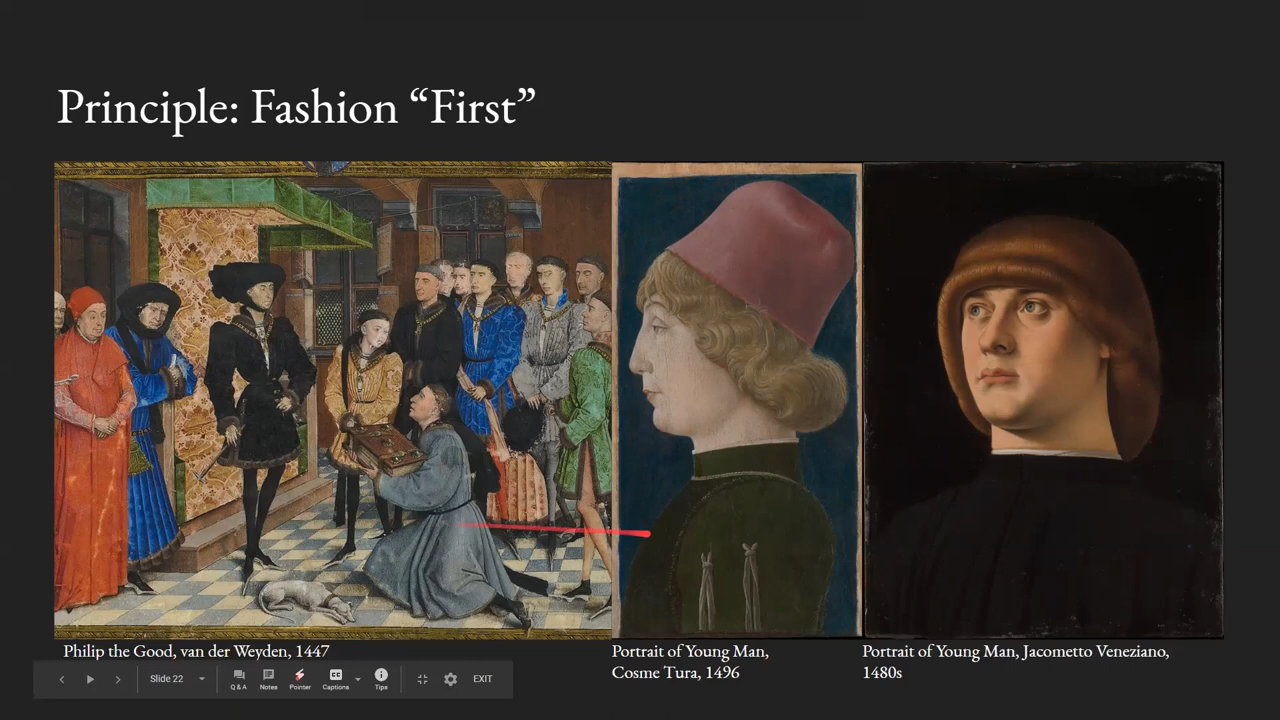 Principle: Fashion “First”
Philip the Good, van der Weyden, 1447
Portrait of Young Man,
Cosme Tura, 1496
Portrait of Young Man, Jacometto Veneziano,
1480s
Slide 22
Q & A
Notes
Pointer
Captions
Tips
EXIT